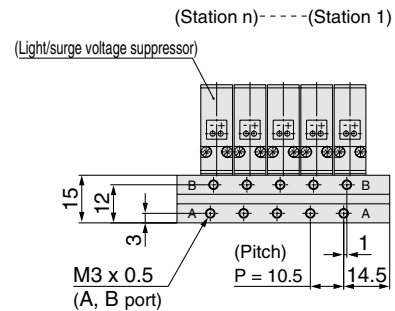 (Station n)-----(Station 1)
(Light/surge voltage suppressor)
- + - + - + - + - +
B B
15
12
A A
3
(Pitch) 1
M3 x 0.5 P = 10.5 14.5
(A, B port)